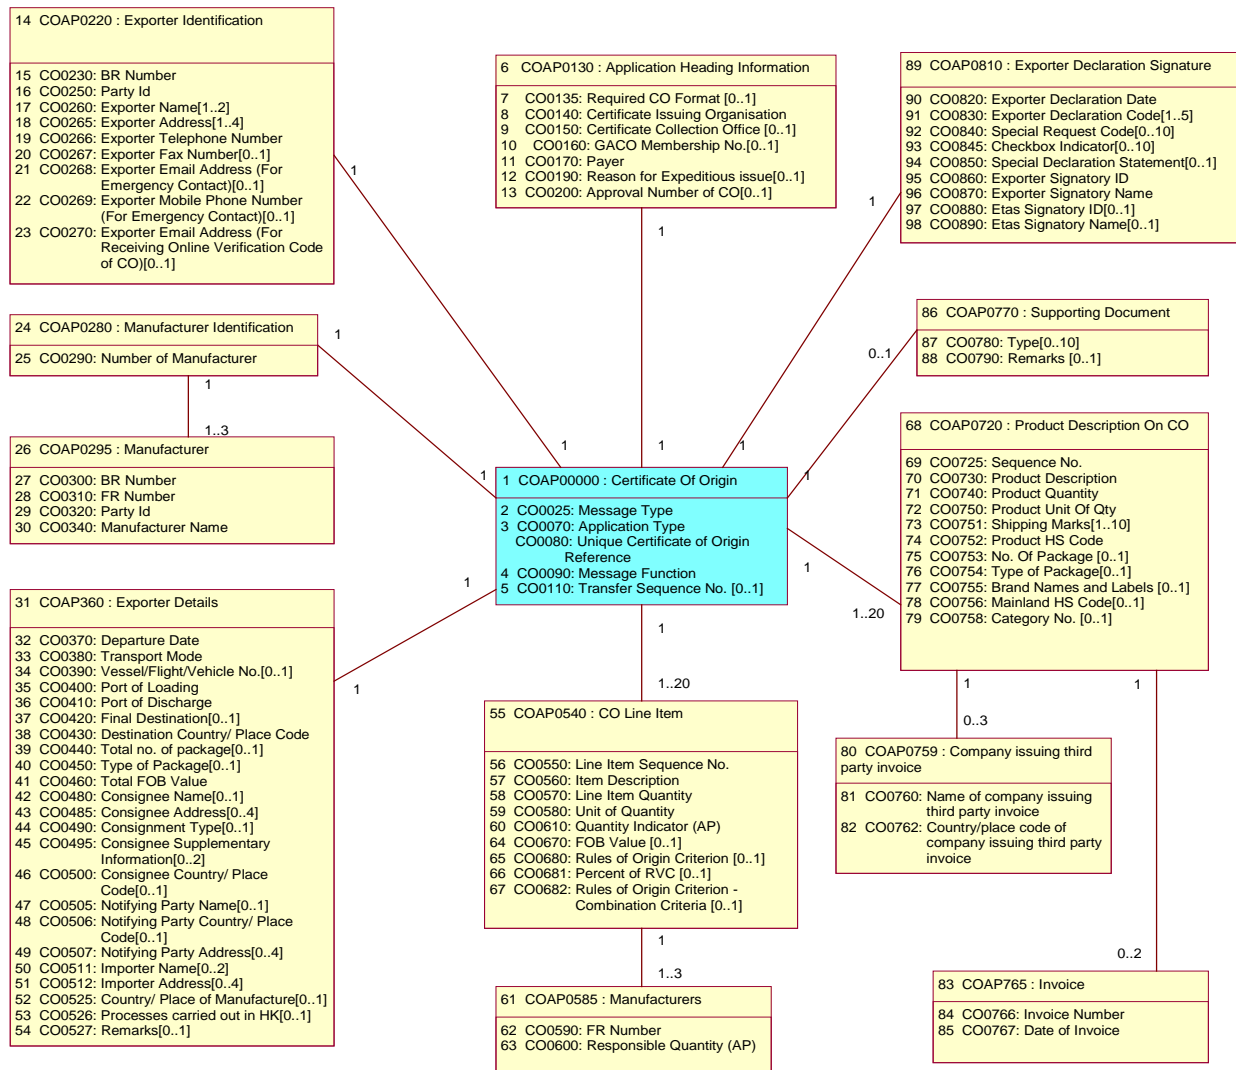 14 COAP0220 : Exporter Identification
15 CO0230: BR Number
16 CO0250: Party Id
17 CO0260: Exporter Name[1..2]
18 CO0265: Exporter Address[1..4]
19 CO0266: Exporter Telephone Number
20 CO0267: Exporter Fax Number[0..1]
21 CO0268: Exporter Email Address (For
Emergency Contact)[0..1]
22 CO0269: Exporter Mobile Phone Number
(For Emergency Contact)[0..1]
23 CO0270: Exporter Email Address (For
Receiving Online Verification Code
of CO)[0..1]
1
1
6 COAP0130 : Application Heading Information
7 CO0135: Required CO Format [0..1]
8 CO0140: Certificate Issuing Organisation
9 CO0150: Certificate Collection Office [0..1]
10 CO0160: GACO Membership No.[0..1]
11 CO0170: Payer
12 CO0190: Reason for Expeditious issue[0..1]
13 CO0200: Approval Number of CO[0..1]
1
1
89 COAP0810 : Exporter Declaration Signature
90 CO0820: Exporter Declaration Date
91 CO0830: Exporter Declaration Code[1..5]
92 CO0840: Special Request Code[0..10]
93 CO0845: Checkbox Indicator[0..10]
94 CO0850: Special Declaration Statement[0..1]
95 CO0860: Exporter Signatory ID
96 CO0870: Exporter Signatory Name
97 CO0880: Etas Signatory ID[0..1]
98 CO0890: Etas Signatory Name[0..1]
1
1
24 COAP0280 : Manufacturer Identification
25 CO0290: Number of Manufacturer
1
1
1
1..3
26 COAP0295 : Manufacturer
27 CO0300: BR Number
28 CO0310: FR Number
29 CO0320: Party Id
30 CO0340: Manufacturer Name
86 COAP0770 : Supporting Document
87 CO0780: Type[0..10]
88 CO0790: Remarks [0..1]
0..1
1
1 COAP00000 : Certificate Of Origin
2 CO0025: Message Type
3 CO0070: Application Type
CO0080: Unique Certificate of Origin
Reference
4 CO0090: Message Function
5 CO0110: Transfer Sequence No. [0..1]
68 COAP0720 : Product Description On CO
69 CO0725: Sequence No.
70 CO0730: Product Description
71 CO0740: Product Quantity
72 CO0750: Product Unit Of Qty
73 CO0751: Shipping Marks[1..10]
74 CO0752: Product HS Code
75 CO0753: No. Of Package [0..1]
76 CO0754: Type of Package[0..1]
77 CO0755: Brand Names and Labels [0..1]
78 CO0756: Mainland HS Code[0..1]
79 CO0758: Category No. [0..1]
1
1..20
31 COAP360 : Exporter Details
32 CO0370: Departure Date
33 CO0380: Transport Mode
34 CO0390: Vessel/Flight/Vehicle No.[0..1]
35 CO0400: Port of Loading
36 CO0410: Port of Discharge
37 CO0420: Final Destination[0..1]
38 CO0430: Destination Country/ Place Code
39 CO0440: Total no. of package[0..1]
40 CO0450: Type of Package[0..1]
41 CO0460: Total FOB Value
42 CO0480: Consignee Name[0..1]
43 CO0485: Consignee Address[0..4]
44 CO0490: Consignment Type[0..1]
45 CO0495: Consignee Supplementary
Information[0..2]
46 CO0500: Consignee Country/ Place
Code[0..1]
47 CO0505: Notifying Party Name[0..1]
48 CO0506: Notifying Party Country/ Place
Code[0..1]
49 CO0507: Notifying Party Address[0..4]
50 CO0511: Importer Name[0..2]
51 CO0512: Importer Address[0..4]
52 CO0525: Country/ Place of Manufacture[0..1]
53 CO0526: Processes carried out in HK[0..1]
54 CO0527: Remarks[0..1]
1
1
1
1..20
55 COAP0540 : CO Line Item
56 CO0550: Line Item Sequence No.
57 CO0560: Item Description
58 CO0570: Line Item Quantity
59 CO0580: Unit of Quantity
60 CO0610: Quantity Indicator (AP)
64 CO0670: FOB Value [0..1]
65 CO0680: Rules of Origin Criterion [0..1]
66 CO0681: Percent of RVC [0..1]
67 CO0682: Rules of Origin Criterion -
Combination Criteria [0..1]
1
1..3
61 COAP0585 : Manufacturers
62 CO0590: FR Number
63 CO0600: Responsible Quantity (AP)
1
0..3
80 COAP0759 : Company issuing third
party invoice
81 CO0760: Name of company issuing
third party invoice
82 CO0762: Country/place code of
company issuing third party
invoice
1
0..2
83 COAP765 : Invoice
84 CO0766: Invoice Number
85 CO0767: Date of Invoice